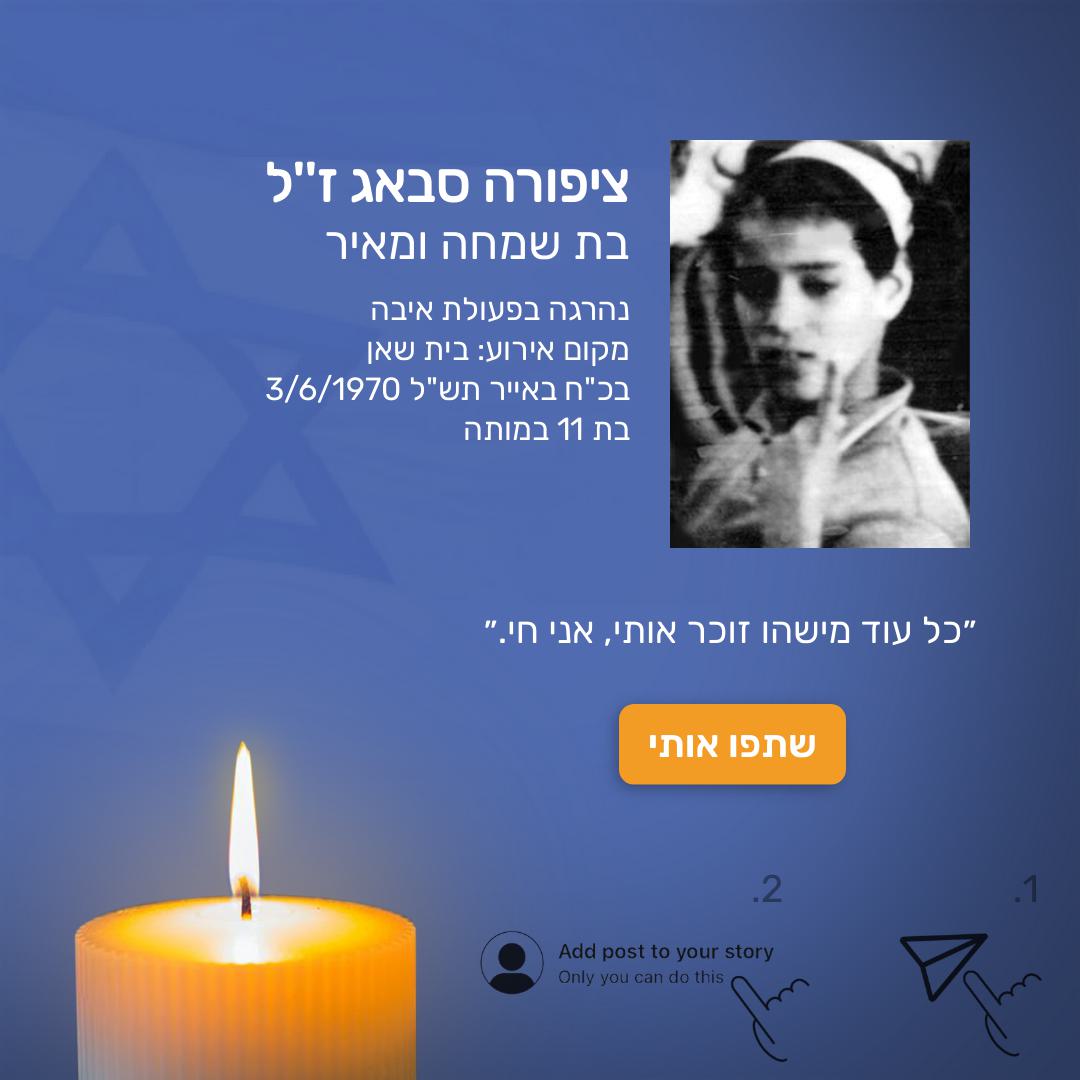 ציפורה סבאג ז"ל
בת שמחה ומאיר
נהרגה בפעולת איבה
מקום אירוע: בית שאן
בכ"ח באייר תש"ל 3/6/1970
בת 11 במותה
״כל עוד מישהו זוכר אותי, אני חי.״
שתפו אותי
.1
.2
Add post to your story
Only you can do this